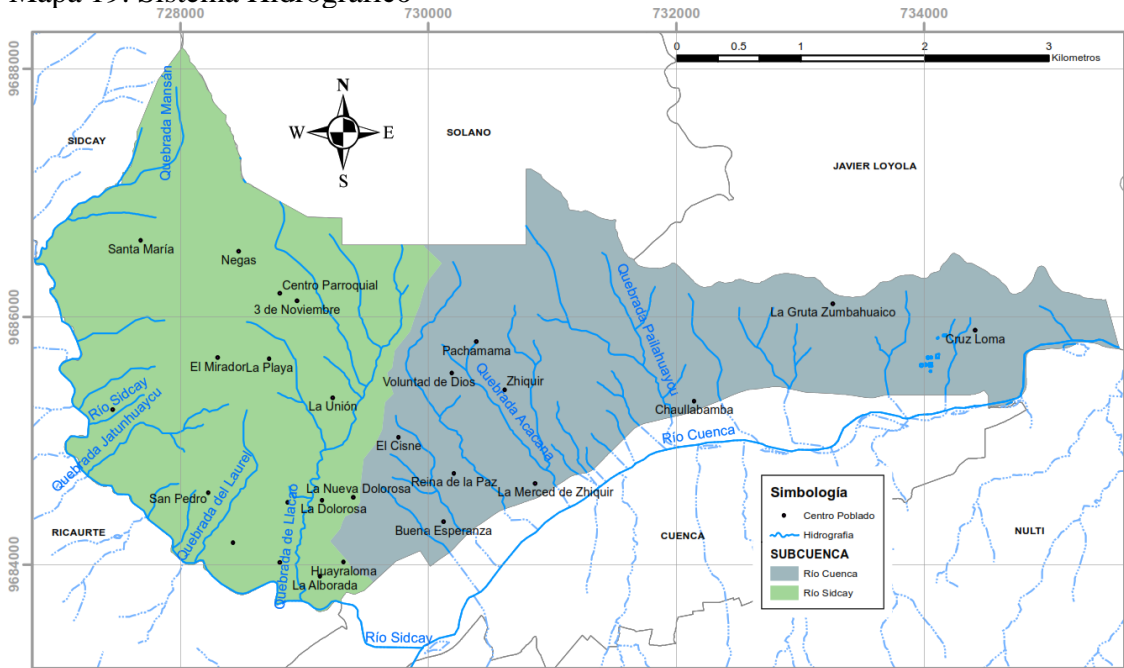 Mapa 19. Sistema Hidrográfico
728000
730000
732000
734000
9688000
9686000
9684000
0
0.5
1
2
3
Kilometros
N
W
E
S
SIDCAY
SOLANO
JAVIER LOYOLA
Quebrada Mansán
Santa María
Negas
Centro Parroquial
3 de Noviembre
Quebrada Pailahuaycu
La Gruta Zumbahuaico
Cruz Loma
Pachamama
El Mirador
La Playa
Voluntad de Dios
Zhiquir
Quebrada Acacana
Río Sidcay
Quebrada Jatunhuaycu
La Unión
Chaullabamba
Río Cuenca
El Cisne
Quebrada del Laurel
Reina de la Paz
La Nueva Dolorosa
La Merced de Zhiquir
San Pedro
La Dolorosa
Quebrada de Llacao
Buena Esperanza
RICAURTE
CUENCA
NULTI
Huayraloma
La Alborada
Río Sidcay
Simbología
Centro Poblado
Hidrografia
SUBCUENCA
Río Cuenca
Río Sidcay